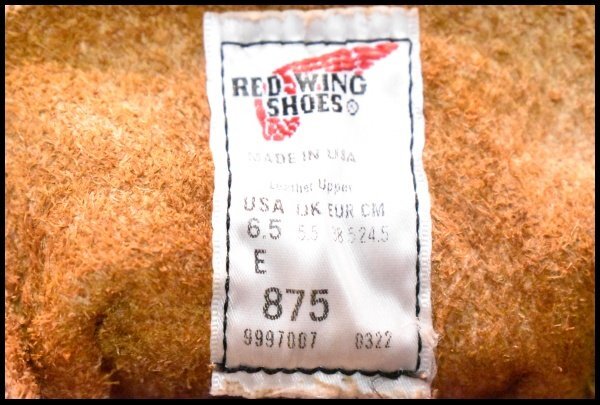 RED WING
SHOES®
MADE IN USA
Leather Upper
USA UK EUR CM
6.5 5.5 38.5 24.5
E
875
9997007 0322